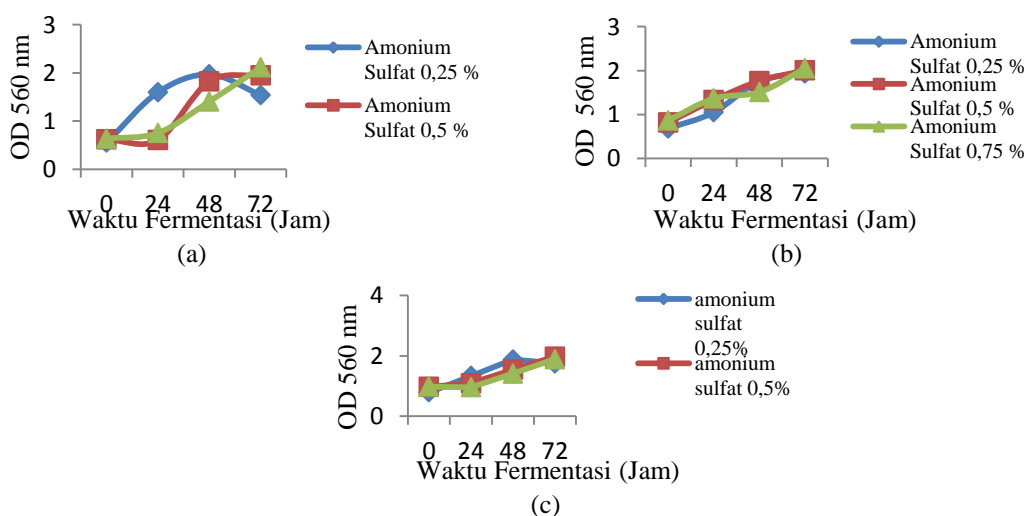 OD 560 nm
3
2
1
0
0 24 48 72
Waktu Fermentasi (Jam)
Amonium
Sulfat 0,25 %
Amonium
Sulfat 0,5 %
(a)
OD 560 nm
3
2
1
0
0 24 48 72
Waktu Fermentasi (Jam)
Amonium
Sulfat 0,25 %
Amonium
Sulfat 0,5 %
Amonium
Sulfat 0,75 %
(b)
OD 560 nm
4
2
0
0 24 48 72
Waktu Fermentasi (Jam)
amonium
sulfat
0,25%
amonium
sulfat 0,5%
(c)